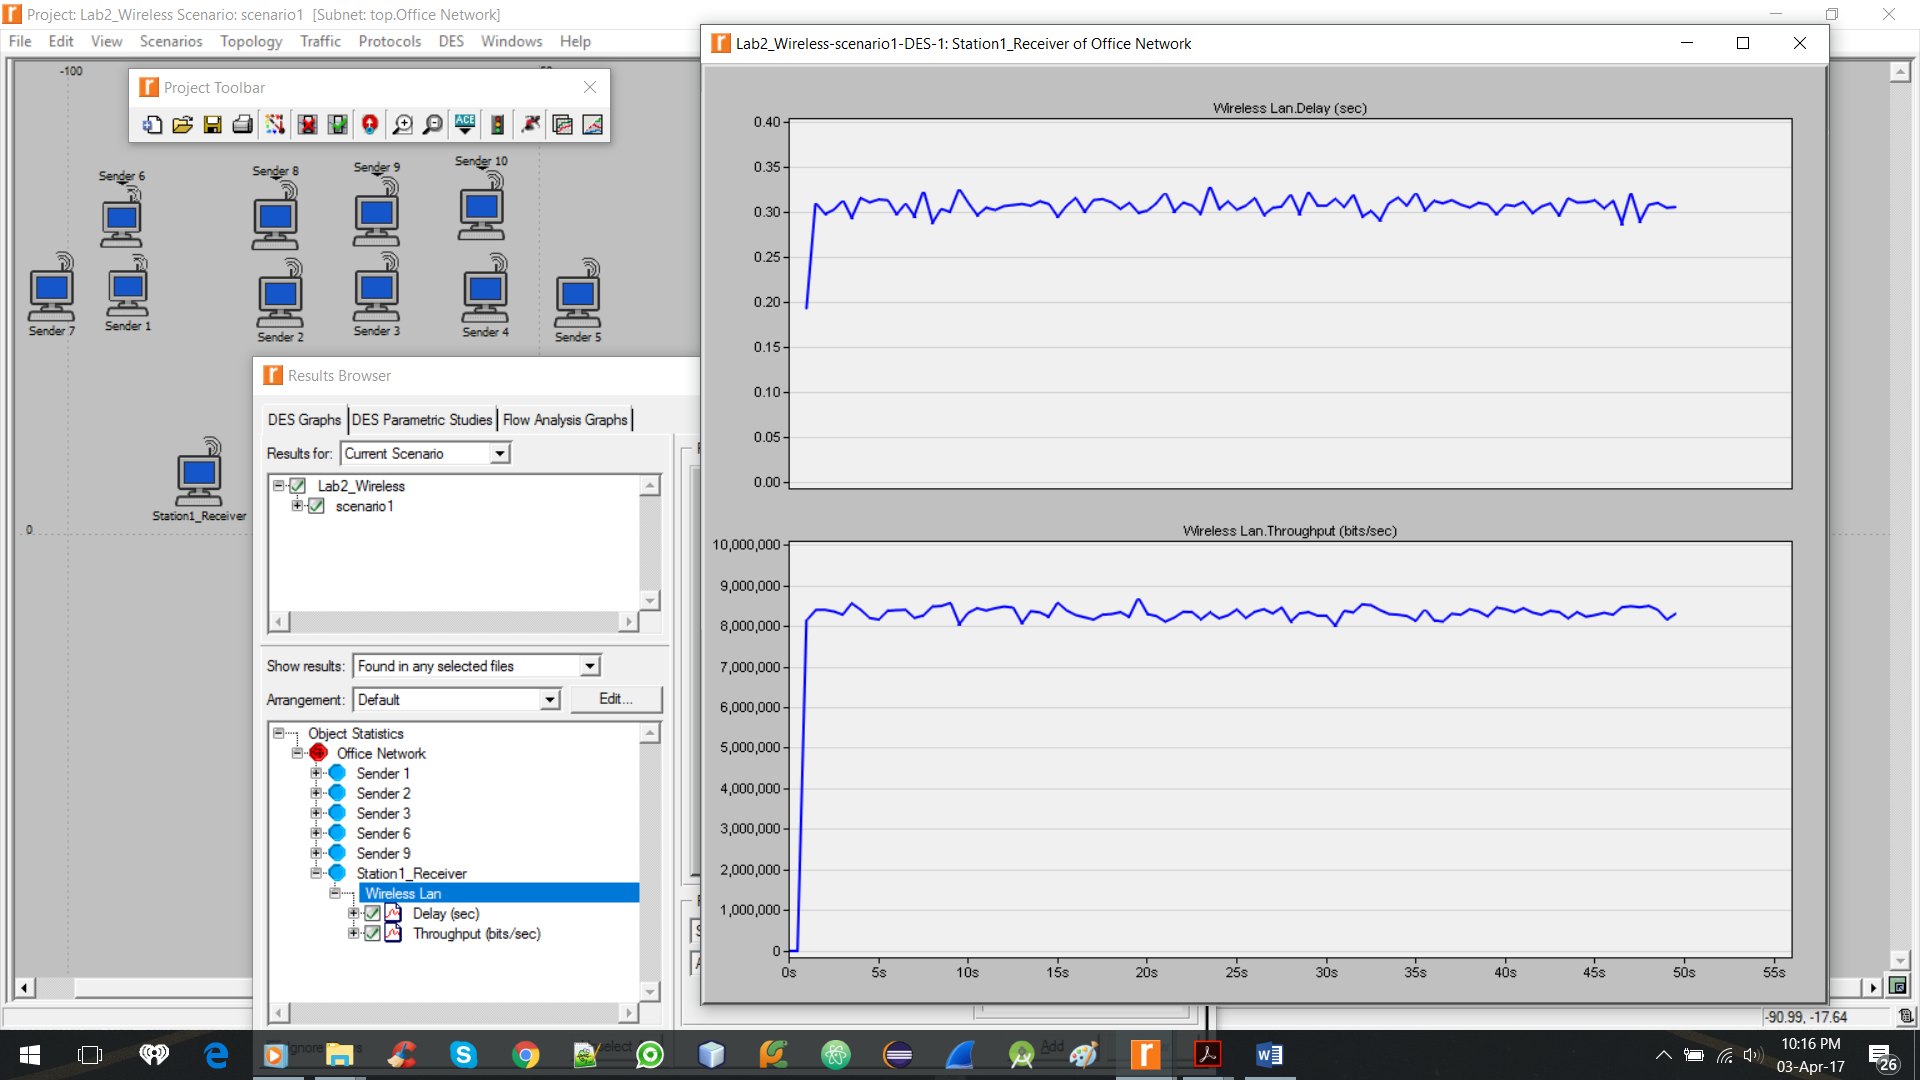 Project: Lab2_Wireless Scenario: scenario1 [Subnet: top.Office Network]
File Edit View Scenarios Topology Traffic Protocols DES Windows Help
-100
Project Toolbar
ACE
Sender 6
Sender 8
Sender 9
Sender 10
Sender 7
Sender 1
Sender 2
Sender 3
Sender 4
Sender 5
Station1_Receiver
0
Results Browser
DES Graphs DES Parametric Studies Flow Analysis Graphs
Results for: Current Scenario
Lab2_Wireless
scenario1
Show results: Found in any selected files
Arrangement: Default Edit...
Object Statistics
Office Network
Sender 1
Sender 2
Sender 3
Sender 6
Sender 9
Station1_Receiver
Wireless Lan
Delay (sec)
Throughput (bits/sec)
Lab2_Wireless-scenario1-DES-1: Station1_Receiver of Office Network
Wireless Lan.Delay (sec)
0.40
0.35
0.30
0.25
0.20
0.15
0.10
0.05
0.00
Wireless Lan.Throughput (bits/sec)
10,000,000
9,000,000
8,000,000
7,000,000
6,000,000
5,000,000
4,000,000
3,000,000
2,000,000
1,000,000
0
0s 5s 10s 15s 20s 25s 30s 35s 40s 45s 50s 55s
-90.99, -17.64
Add
10:16 PM
03-Apr-17
26